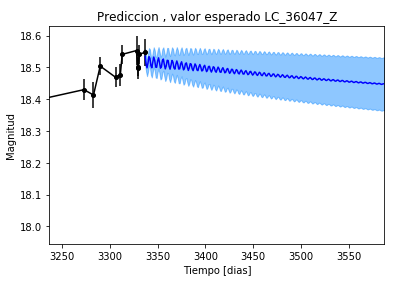 Prediccion , valor esperado LC_36047_Z
Magnitud
18.6
18.5
18.4
18.3
18.2
18.1
18.0
3250 3300 3350 3400 3450 3500 3550
Tiempo [dias]